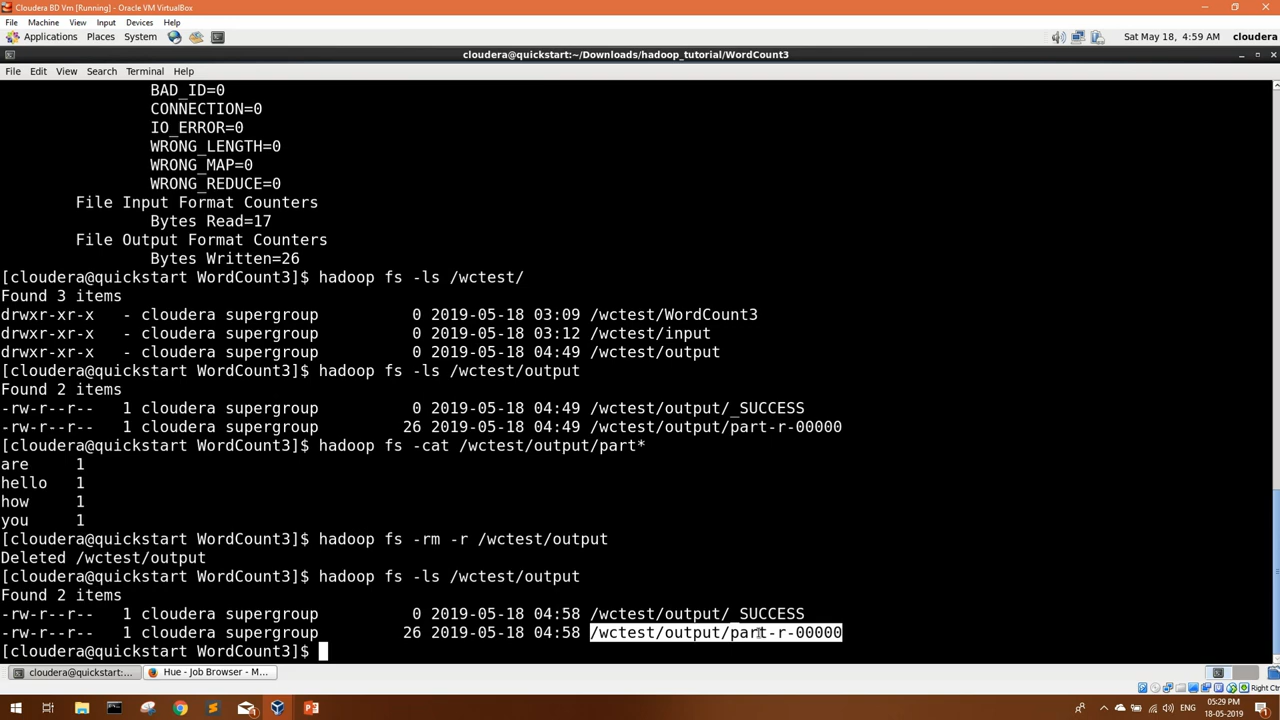 Cloudera BD Vm [Running] - Oracle VM VirtualBox
File Machine View Input Devices Help
Applications Places System Sat May 18, 4:59 AM cloudera
cloudera@quickstart:~/Downloads/hadoop_tutorial/WordCount3
File Edit View Search Terminal Help
BAD_ID=0
CONNECTION=0
IO_ERROR=0
WRONG_LENGTH=0
WRONG_MAP=0
WRONG_REDUCE=0
File Input Format Counters
Bytes Read=17
File Output Format Counters
Bytes Written=26
[cloudera@quickstart WordCount3]$ hadoop fs -ls /wctest/
Found 3 items
drwxr-xr-x - cloudera supergroup 0 2019-05-18 03:09 /wctest/WordCount3
drwxr-xr-x - cloudera supergroup 0 2019-05-18 03:12 /wctest/input
drwxr-xr-x - cloudera supergroup 0 2019-05-18 04:49 /wctest/output
[cloudera@quickstart WordCount3]$ hadoop fs -ls /wctest/output
Found 2 items
-rw-r--r-- 1 cloudera supergroup 0 2019-05-18 04:49 /wctest/output/_SUCCESS
-rw-r--r-- 1 cloudera supergroup 26 2019-05-18 04:49 /wctest/output/part-r-00000
[cloudera@quickstart WordCount3]$ hadoop fs -cat /wctest/output/part*
are 1
hello 1
how 1
you 1
[cloudera@quickstart WordCount3]$ hadoop fs -rm -r /wctest/output
Deleted /wctest/output
[cloudera@quickstart WordCount3]$ hadoop fs -ls /wctest/output
Found 2 items
-rw-r--r-- 1 cloudera supergroup 0 2019-05-18 04:58 /wctest/output/_SUCCESS
-rw-r--r-- 1 cloudera supergroup 26 2019-05-18 04:58 /wctest/output/part-r-00000
[cloudera@quickstart WordCount3]$
cloudera@quickstart:... Hue - Job Browser - M...
Right Ctrl
ENG 05:29 PM
18-05-2019